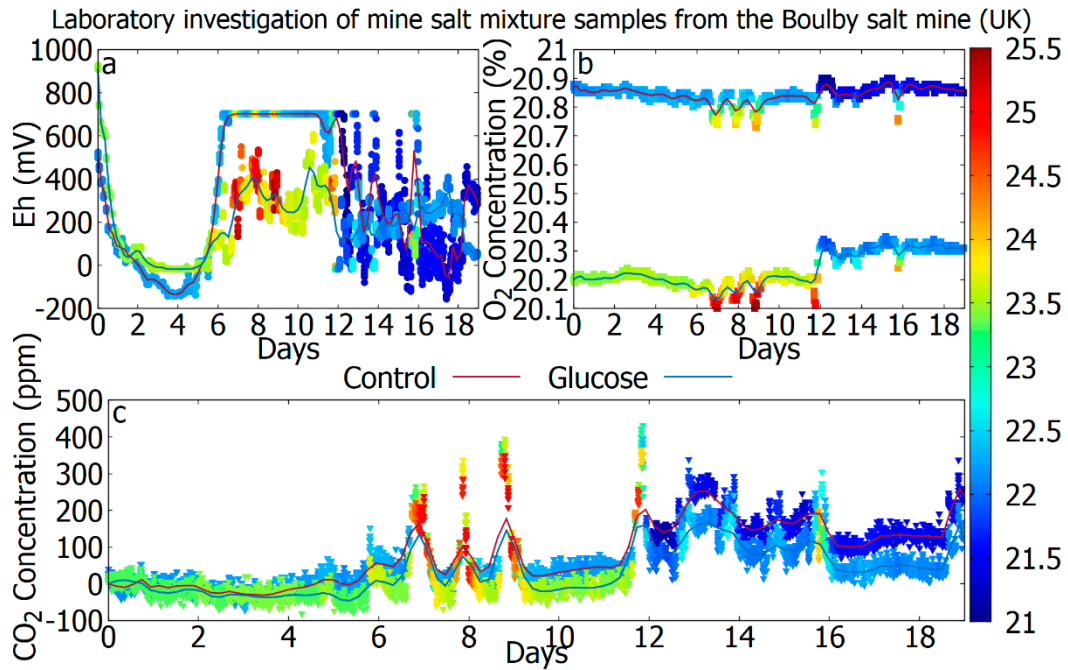 Laboratory investigation of mine salt mixture samples from the Boulby salt mine (UK)
a
Eh (mV)
1000
800
600
400
200
0
-200
0 2 4 6 8 10 12 14 16 18
Days
b
O2 Concentration (%)
21
20.9
20.8
20.7
20.6
20.5
20.4
20.3
20.2
20.1
0 2 4 6 8 10 12 14 16 18
Days
Control
Glucose
c
CO2 Concentration (ppm)
500
400
300
200
100
0
-100
0 2 4 6 8 10 12 14 16 18
Days
25.5
25
24.5
24
23.5
23
22.5
22
21.5
21